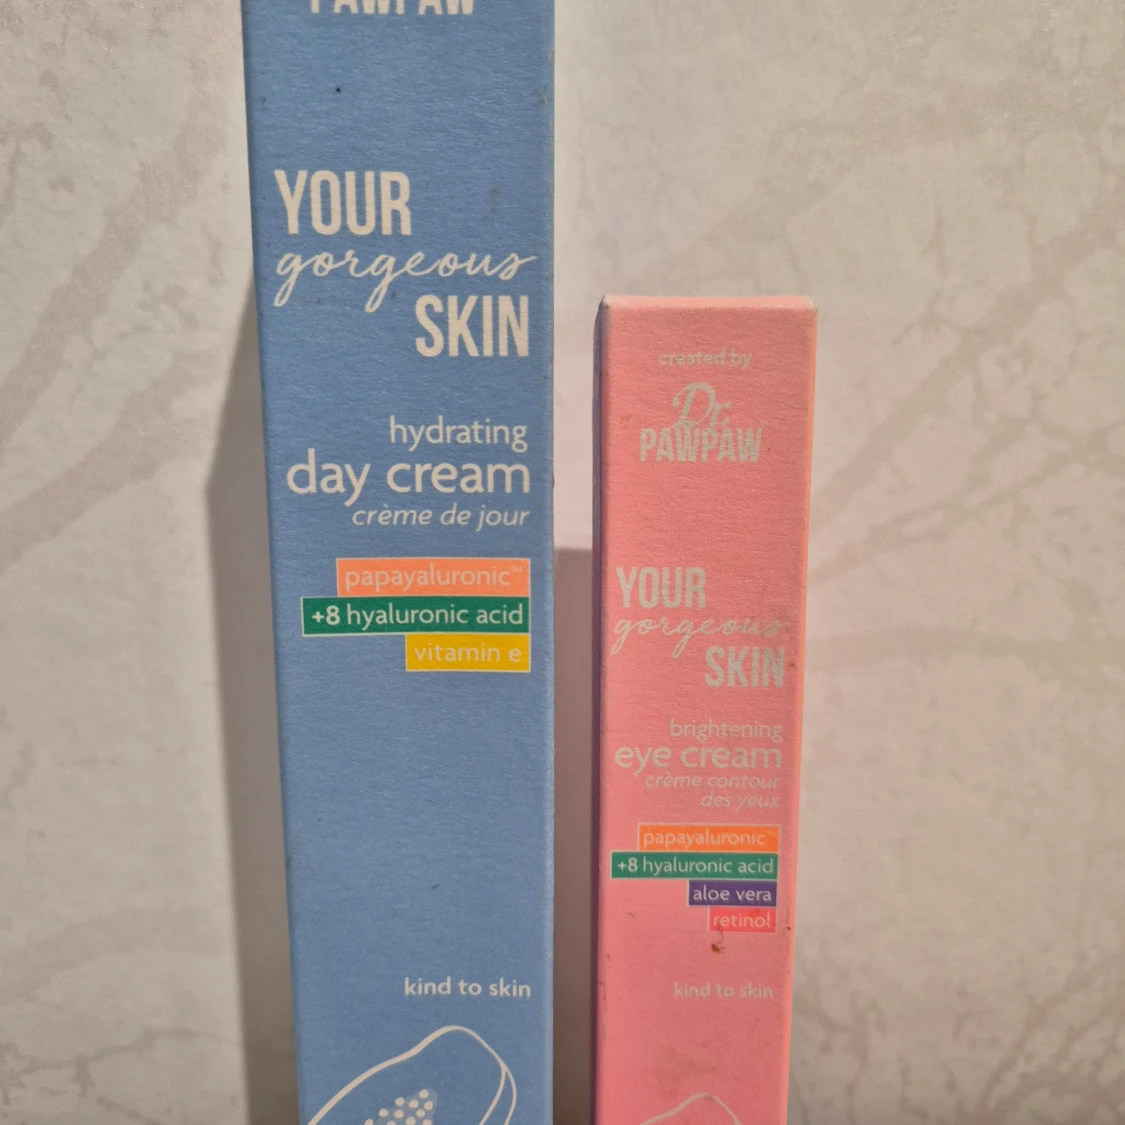 PAWPAW
YOUR
gorgeous
SKIN
hydrating
day cream
crème de jour
papayaluronic™
+8 hyaluronic acid
vitamin e
kind to skin
created by
Dr.
PAWPAW
YOUR
gorgeous
SKIN
brightening
eye cream
crème contour
des yeux
papayaluronic™
+8 hyaluronic acid
aloe vera
retinol
kind to skin